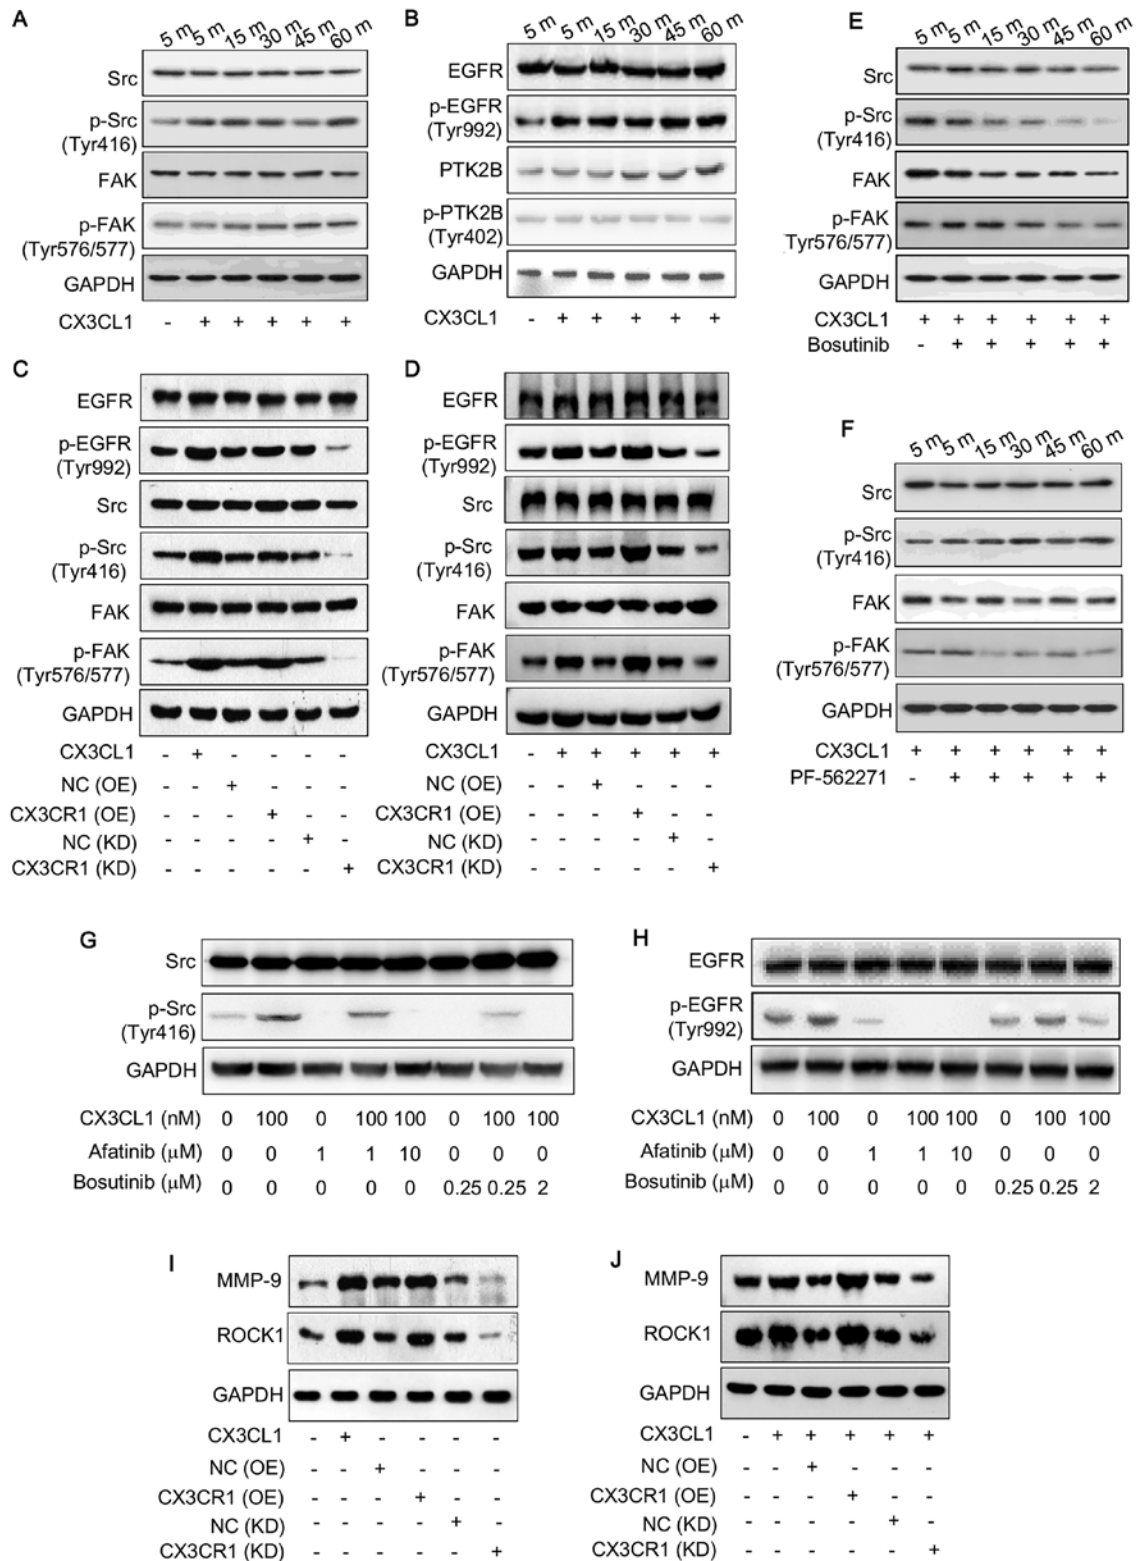 A
5 m 5 m 15 m 30 m 45 m 60 m
Src
p-Src
(Tyr416)
FAK
p-FAK
(Tyr576/577)
GAPDH
CX3CL1 - + + + + +
B
5 m 5 m 15 m 30 m 45 m 60 m
EGFR
p-EGFR
(Tyr992)
PTK2B
p-PTK2B
(Tyr402)
GAPDH
CX3CL1 - + + + + +
E
5 m 5 m 15 m 30 m 45 m 60 m
Src
p-Src
(Tyr416)
FAK
p-FAK
Tyr576/577)
GAPDH
CX3CL1 + + + + + +
Bosutinib - + + + + +
C
EGFR
p-EGFR
(Tyr992)
Src
p-Src
(Tyr416)
FAK
p-FAK
(Tyr576/577)
GAPDH
CX3CL1 - + - - - -
NC (OE) - - + - - -
CX3CR1 (OE) - - - + - -
NC (KD) - - - - + -
CX3CR1 (KD) - - - - - +
D
EGFR
p-EGFR
(Tyr992)
Src
p-Src
(Tyr416)
FAK
p-FAK
(Tyr576/577)
GAPDH
CX3CL1 - + + + + +
NC (OE) - - + - - -
CX3CR1 (OE) - - - + - -
NC (KD) - - - - + -
CX3CR1 (KD) - - - - - +
F
5 m 5 m 15 m 30 m 45 m 60 m
Src
p-Src
(Tyr416)
FAK
p-FAK
(Tyr576/577)
GAPDH
CX3CL1 + + + + + +
PF-562271 - + + + + +
G
Src
p-Src
(Tyr416)
GAPDH
CX3CL1 (nM) 0 100 0 100 100 0 100 100
Afatinib (µM) 0 0 1 1 10 0 0 0
Bosutinib (µM) 0 0 0 0 0 0.25 0.25 2
H
EGFR
p-EGFR
(Tyr992)
GAPDH
CX3CL1 (nM) 0 100 0 100 100 0 100 100
Afatinib (µM) 0 0 1 1 10 0 0 0
Bosutinib (µM) 0 0 0 0 0 0.25 0.25 2
I
MMP-9
ROCK1
GAPDH
CX3CL1 - + - - - -
NC (OE) - - + - - -
CX3CR1 (OE) - - - + - -
NC (KD) - - - - + -
CX3CR1 (KD) - - - - - +
J
MMP-9
ROCK1
GAPDH
CX3CL1 - + + + + +
NC (OE) - - + - - -
CX3CR1 (OE) - - - + - -
NC (KD) - - - - + -
CX3CR1 (KD) - - - - - +